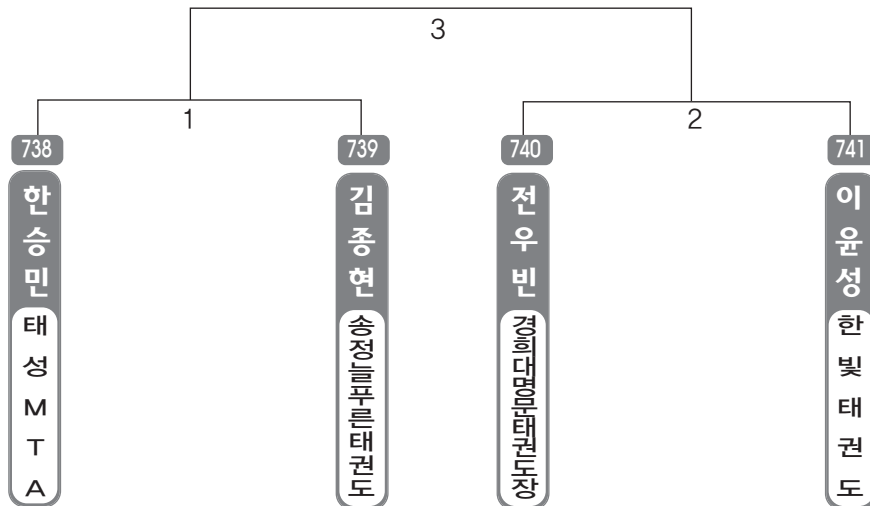 3
1
2
738
739
740
741
한승민
김종현
전우빈
이윤성
태성MTA
송정늘푸른태권도
경희대명문태권도장
한빛태권도